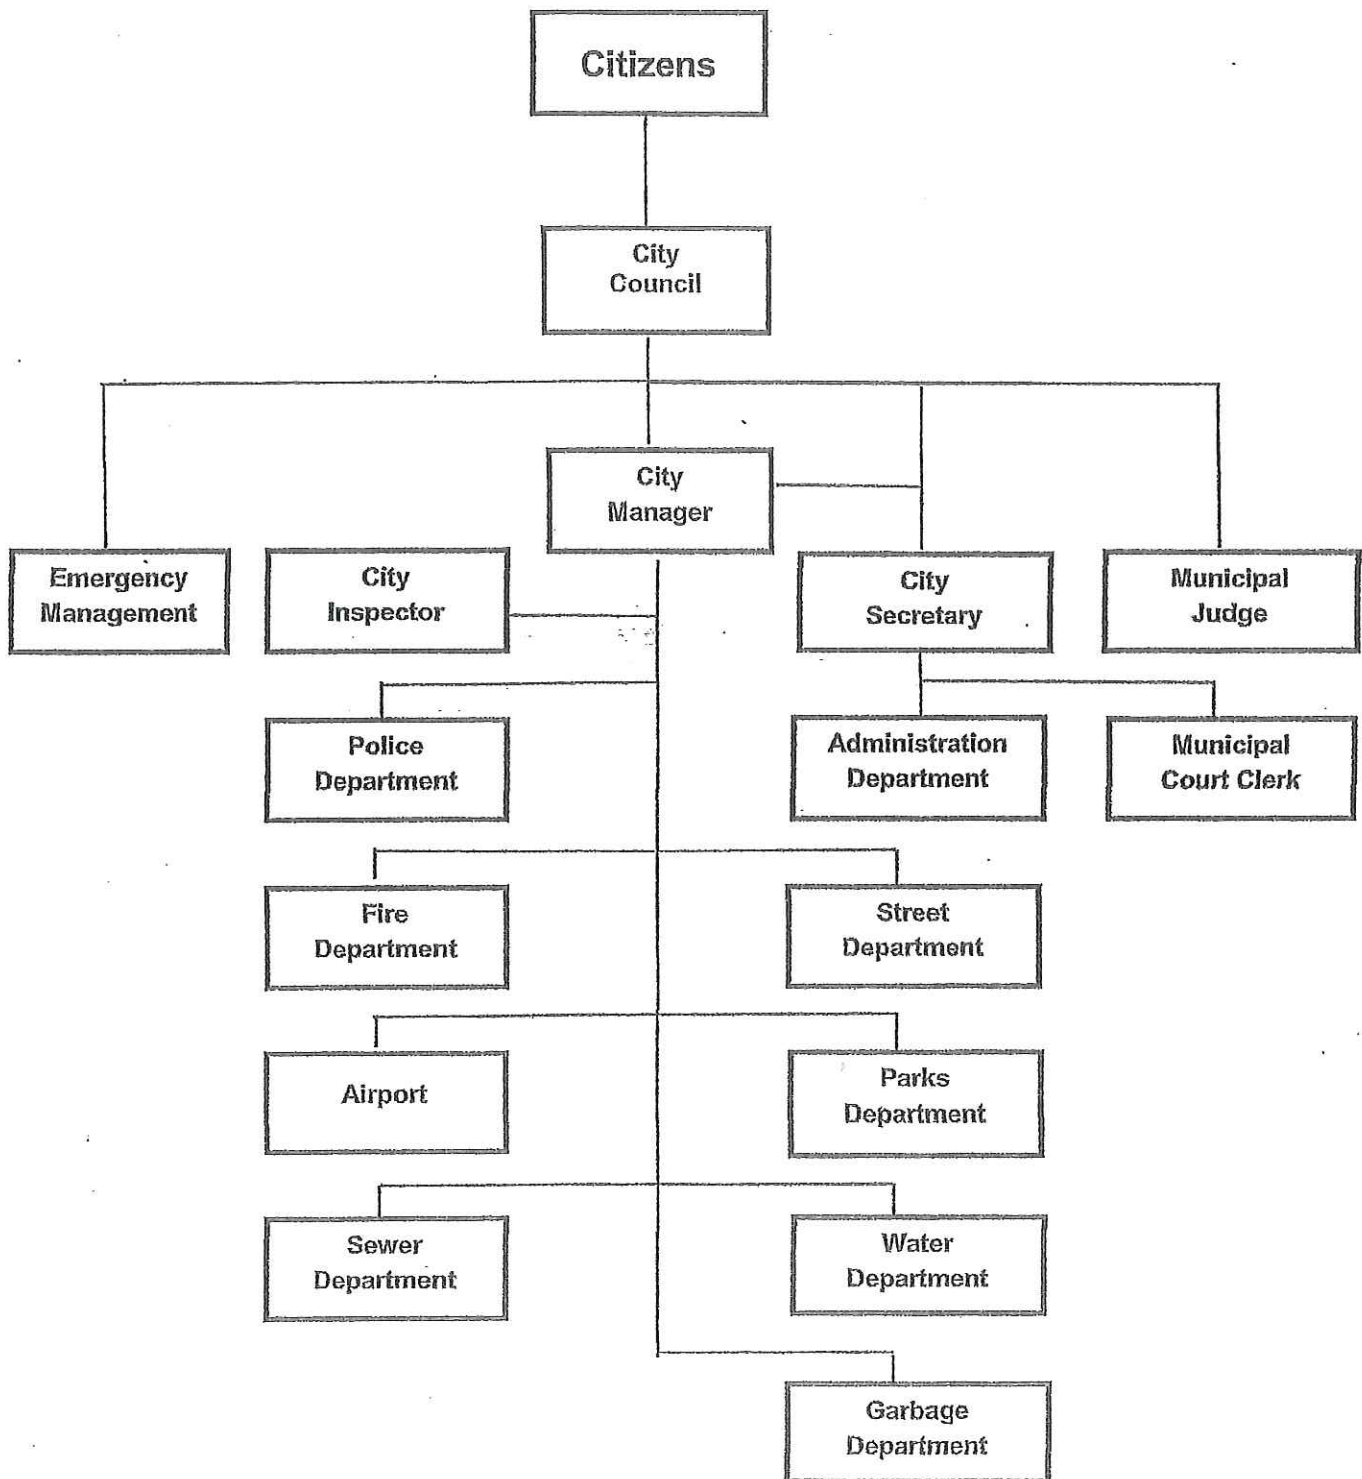 Citizens
City
Council
City
Manager
Emergency
Management
City
Inspector
City
Secretary
Municipal
Judge
Police
Department
Administration
Department
Municipal
Court Clerk
Fire
Department
Street
Department
Airport
Parks
Department
Sewer
Department
Water
Department
Garbage
Department